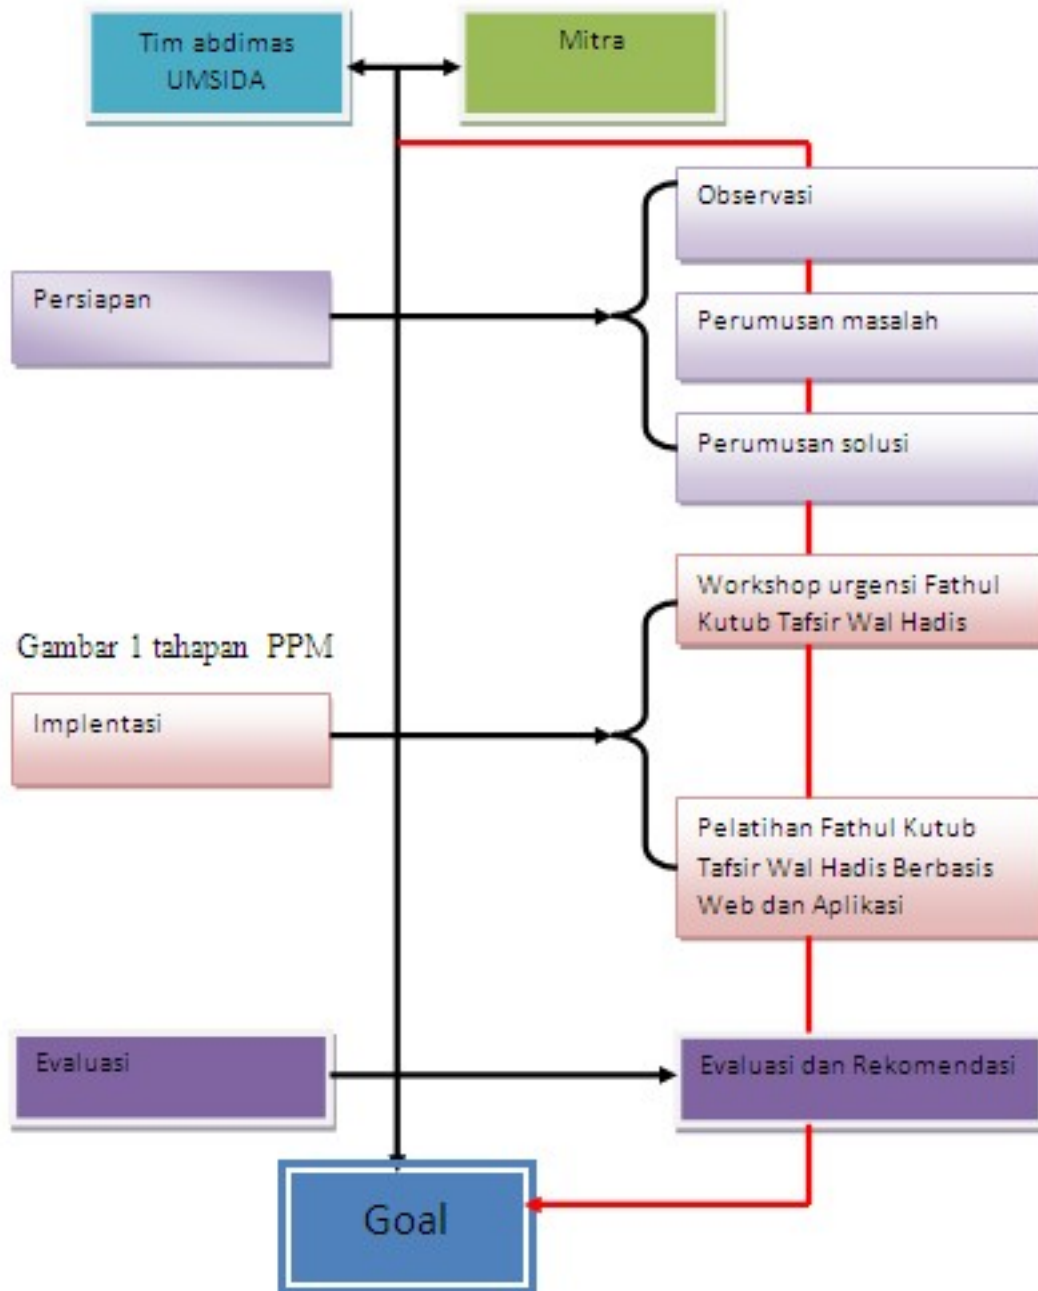 Tim abdimas
UMSIDA
Mitra
Observasi
Persiapan
Perumusan masalah
Perumusan solusi
Workshop urgensi Fathul
Kutub Tafsir Wal Hadis
Gambar 1 tahapan PPM
Implentasi
Pelatihan Fathul Kutub
Tafsir Wal Hadis Berbasis
Web dan Aplikasi
Evaluasi
Evaluasi dan Rekomendasi
Goal